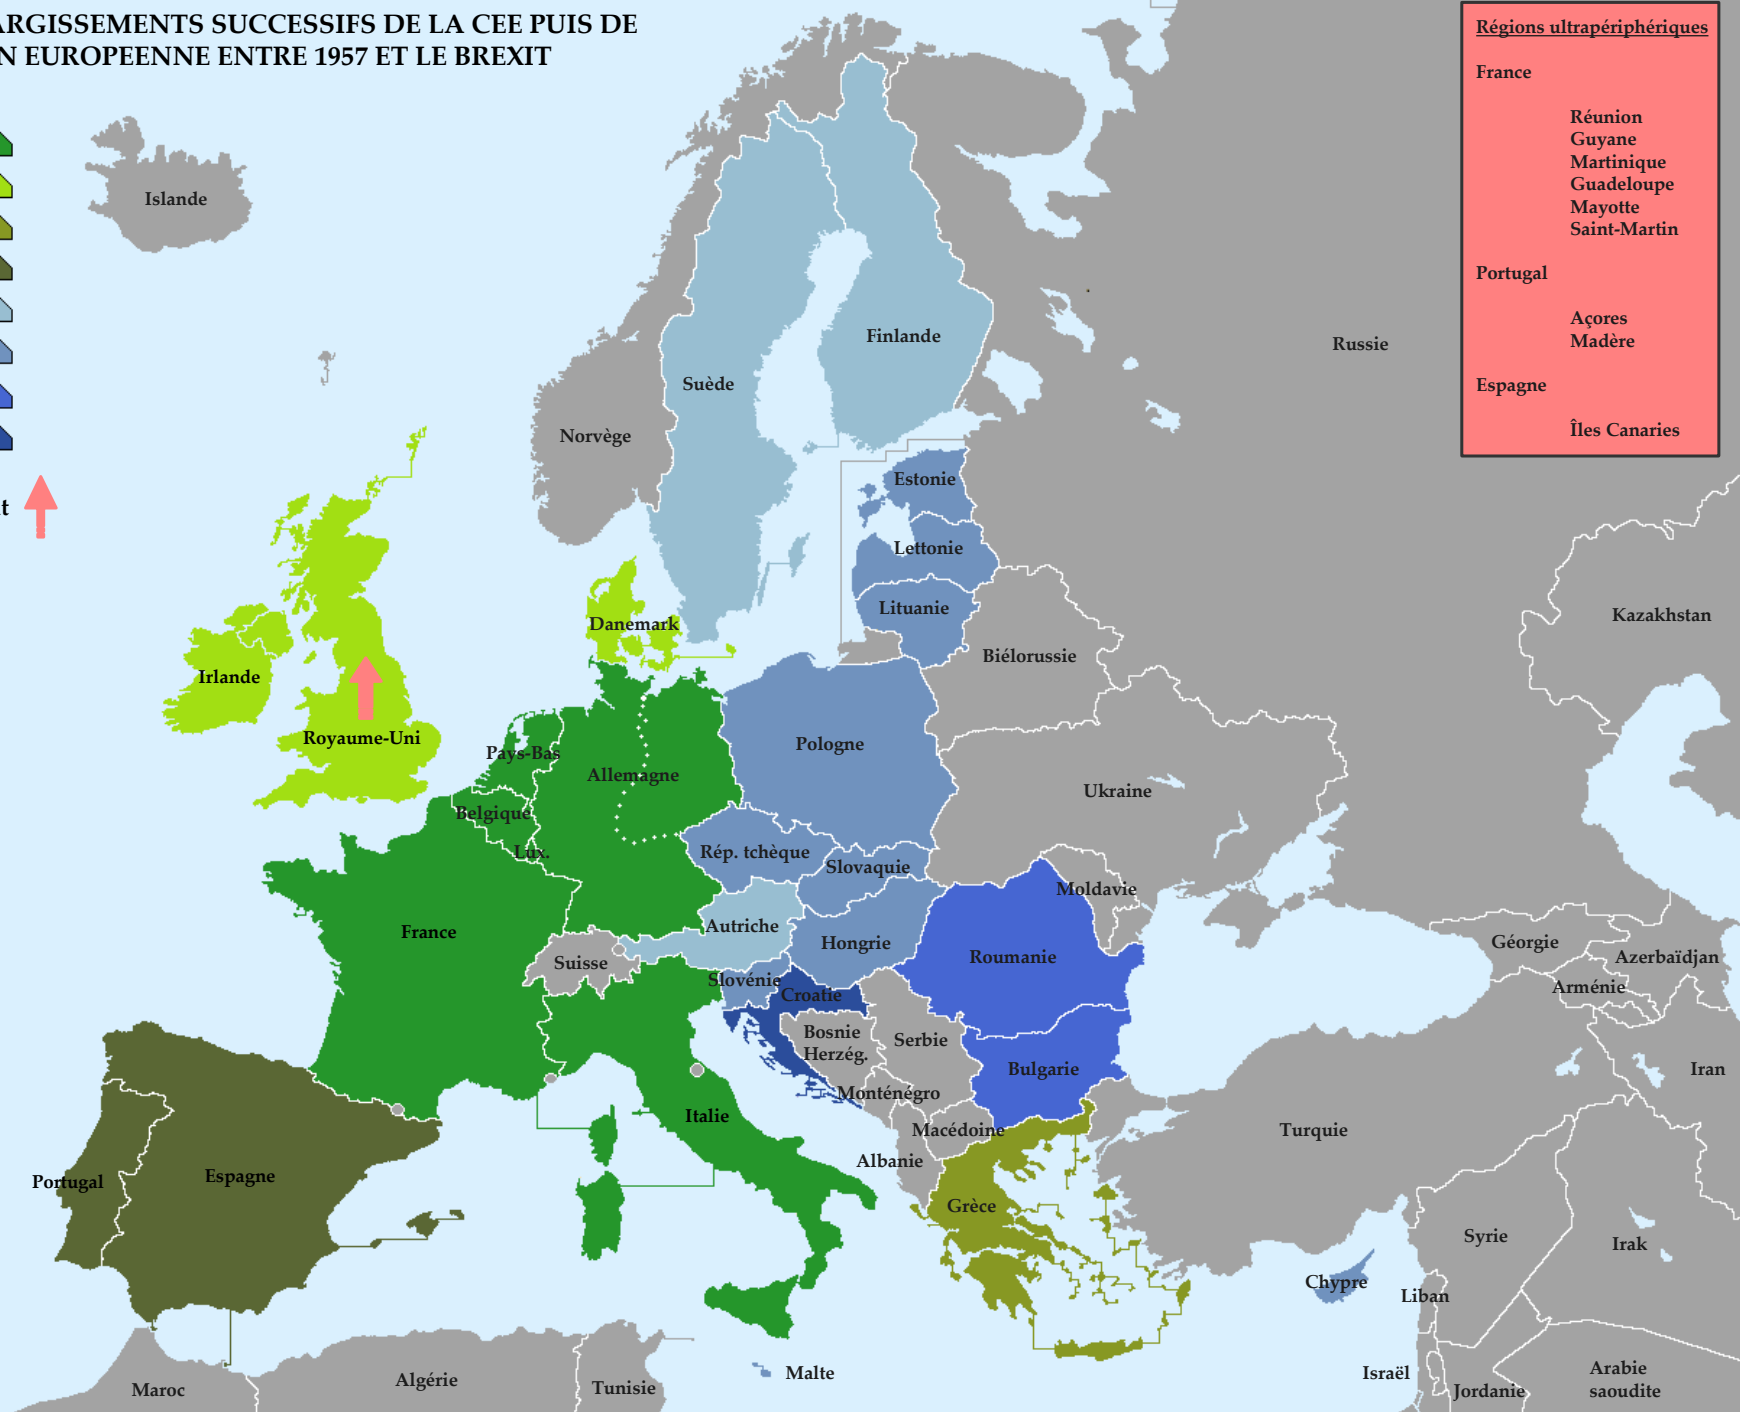 ARGISSEMENTS SUCCESSIFS DE LA CEE PUIS DE
N EUROPEENNE ENTRE 1957 ET LE BREXIT
Régions ultrapériphériques
France
Réunion
Guyane
Martinique
Guadeloupe
Mayotte
Saint-Martin
Portugal
Açores
Madère
Espagne
Îles Canaries
Islande
Finlande
Russie
Suède
Norvège
Estonie
t
Lettonie
Lituanie
Kazakhstan
Danemark
Biélorussie
Irlande
Royaume-Uni
Pays-Bas
Pologne
Allemagne
Ukraine
Belgique
Lux.
Rép. tchèque
Slovaquie
Moldavie
Autriche
France
Hongrie
Géorgie
Roumanie
Azerbaïdjan
Suisse
Slovénie
Croatie
Arménie
Bosnie
Herzég.
Serbie
Bulgarie
Iran
Monténégro
Italie
Macédoine
Turquie
Albanie
Espagne
Portugal
Grèce
Syrie
Irak
Chypre
Liban
Malte
Israël
Arabie
saoudite
Maroc
Algérie
Tunisie
Jordanie